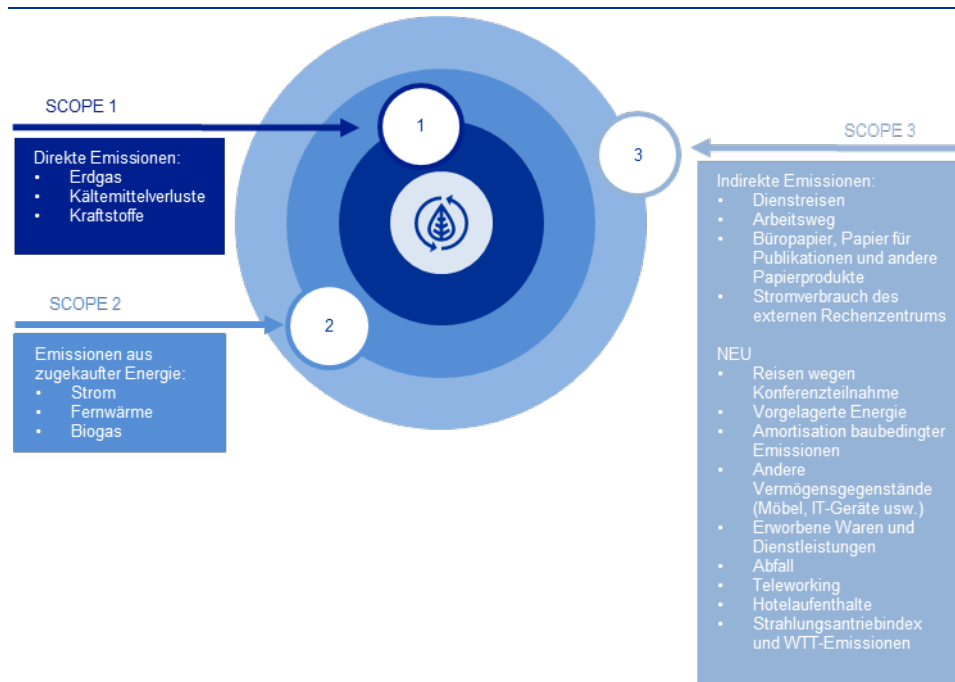 SCOPE 1
Direkte Emissionen:
• Erdgas
• Kältemittelverluste
• Kraftstoffe
1
SCOPE 2
Emissionen aus
zugekaufter Energie:
• Strom
• Fernwärme
• Biogas
2
3
SCOPE 3
Indirekte Emissionen:
• Dienstreisen
• Arbeitsweg
• Büropapier, Papier für
Publikationen und andere
Papierprodukte
• Stromverbrauch des
externen Rechenzentrums
NEU
• Reisen wegen
Konferenzteilnahme
• Vorgelagerte Energie
• Amortisation baubedingter
Emissionen
• Andere
Vermögensgegenstände
(Möbel, IT-Geräte usw.)
• Erworbene Waren und
Dienstleistungen
• Abfall
• Teleworking
• Hotelaufenthalte
• Strahlungsantriebindex
und WTT-Emissionen